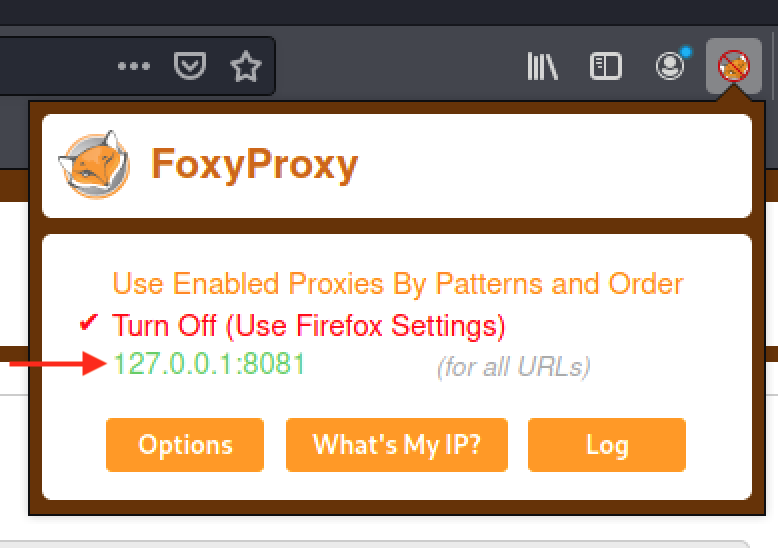 FoxyProxy
Use Enabled Proxies By Patterns and Order
✔ Turn Off (Use Firefox Settings)
127.0.0.1:8081 (for all URLs)
Options What's My IP? Log